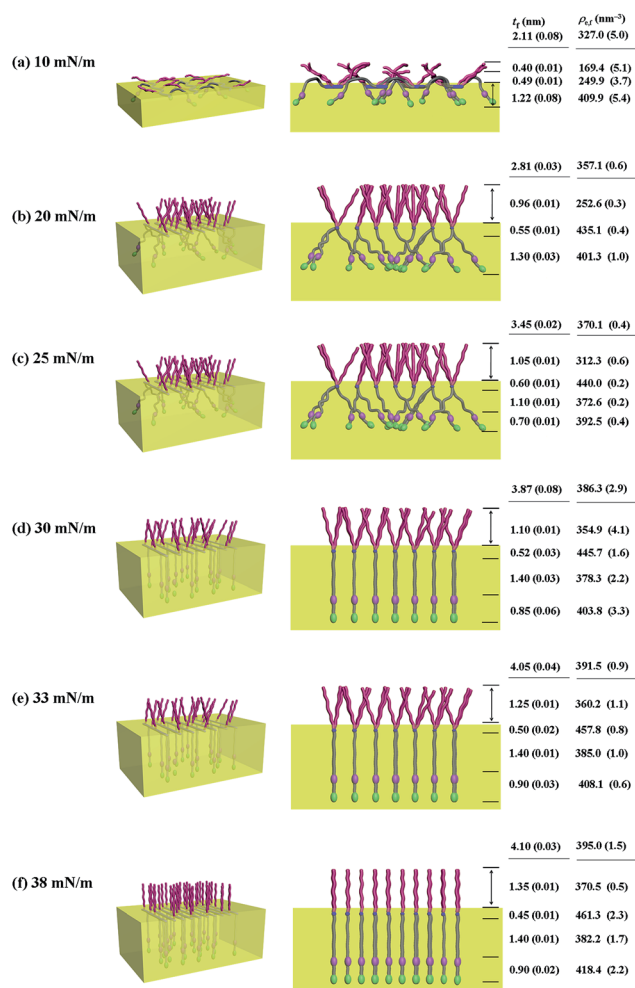 t_f (nm) ρ_e,f (nm⁻³)
2.11 (0.08) 327.0 (5.0)
(a) 10 mN/m
0.40 (0.01) 169.4 (5.1)
0.49 (0.01) 249.9 (3.7)
1.22 (0.08) 409.9 (5.4)
2.81 (0.03) 357.1 (0.6)
(b) 20 mN/m
0.96 (0.01) 252.6 (0.3)
0.55 (0.01) 435.1 (0.4)
1.30 (0.03) 401.3 (1.0)
3.45 (0.02) 370.1 (0.4)
(c) 25 mN/m
1.05 (0.01) 312.3 (0.6)
0.60 (0.01) 440.0 (0.2)
1.10 (0.01) 372.6 (0.2)
0.70 (0.01) 392.5 (0.4)
3.87 (0.08) 386.3 (2.9)
(d) 30 mN/m
1.10 (0.01) 354.9 (4.1)
0.52 (0.03) 445.7 (1.6)
1.40 (0.03) 378.3 (2.2)
0.85 (0.06) 403.8 (3.3)
4.05 (0.04) 391.5 (0.9)
(e) 33 mN/m
1.25 (0.01) 360.2 (1.1)
0.50 (0.02) 457.8 (0.8)
1.40 (0.01) 385.0 (1.0)
0.90 (0.03) 408.1 (0.6)
4.10 (0.03) 395.0 (1.5)
(f) 38 mN/m
1.35 (0.01) 370.5 (0.5)
0.45 (0.01) 461.3 (2.3)
1.40 (0.01) 382.2 (1.7)
0.90 (0.02) 418.4 (2.2)